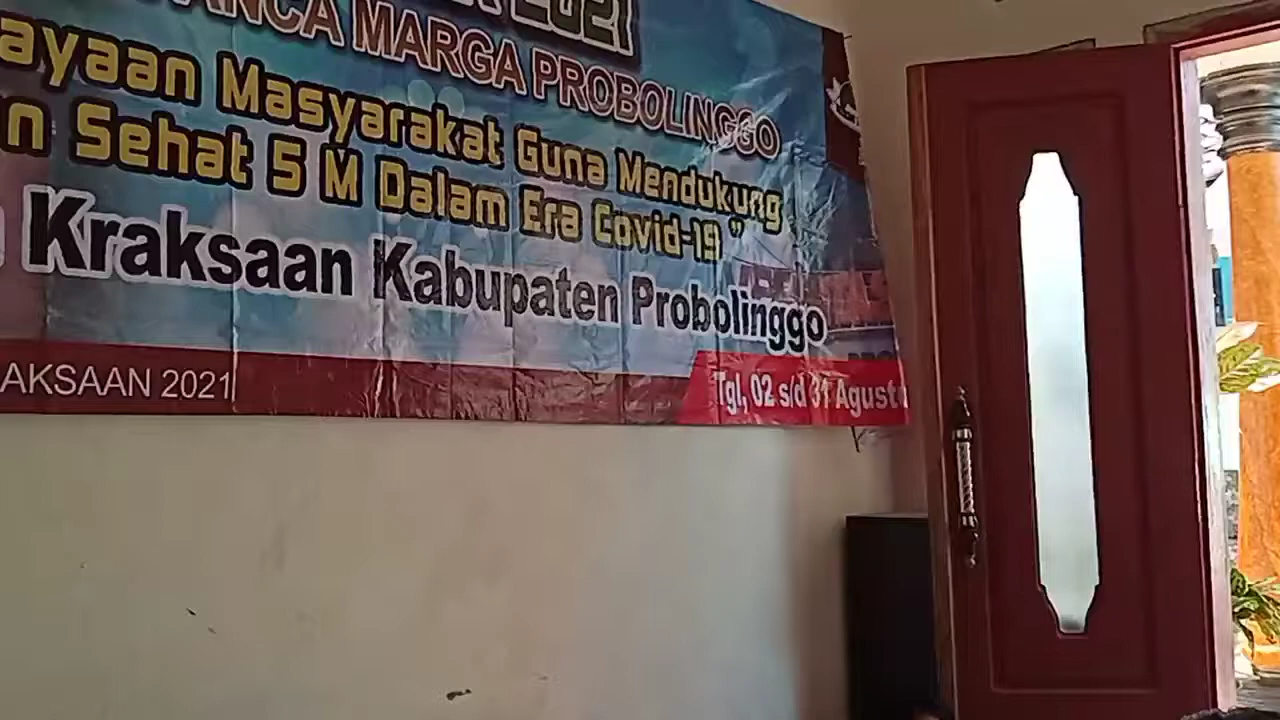 2021
ANCA MARGA PROBOLINGGO
ayaan Masyarakat Guna Mendukung
n Sehat 5 M Dalam Era Covid-19 "
Kraksaan Kabupaten Probolinggo
AKSAAN 2021
Tgl, 02 s/d 31 Agust